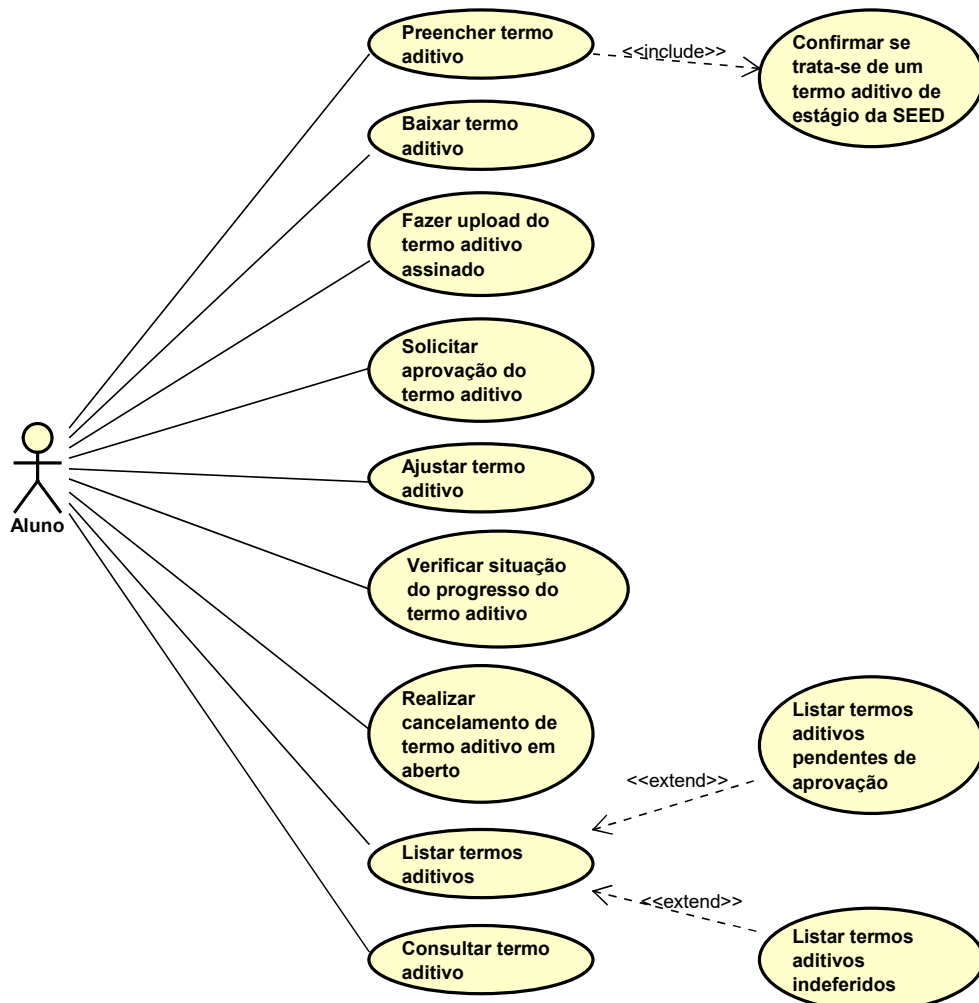 Preencher termo
aditivo
<<include>>
Confirmar se
trata-se de um
termo aditivo de
estágio da SEED
Baixar termo
aditivo
Fazer upload do
termo aditivo
assinado
Solicitar
aprovação do
termo aditivo
Aluno
Ajustar termo
aditivo
Verificar situação
do progresso do
termo aditivo
Realizar
cancelamento de
termo aditivo em
aberto
Listar termos
aditivos
pendentes de
aprovação
<<extend>>
Listar termos
aditivos
<<extend>>
Listar termos
aditivos
indeferidos
Consultar termo
aditivo